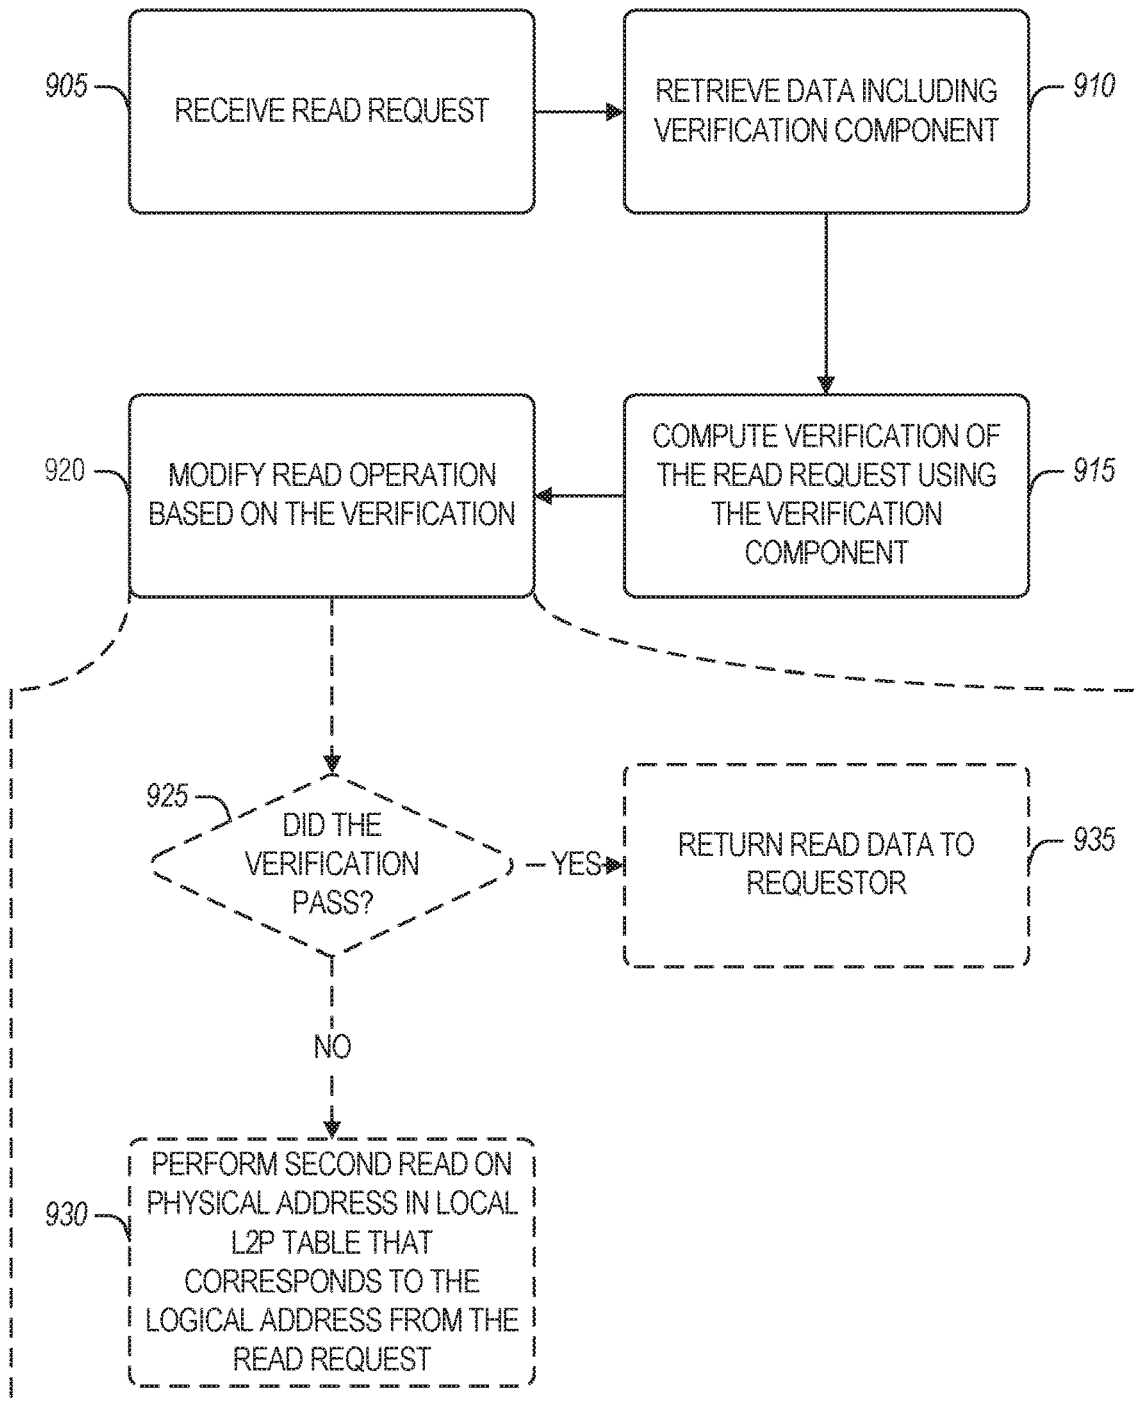 905
RECEIVE READ REQUEST
RETRIEVE DATA INCLUDING
VERIFICATION COMPONENT
910
920
MODIFY READ OPERATION
BASED ON THE VERIFICATION
COMPUTE VERIFICATION OF
THE READ REQUEST USING
THE VERIFICATION
COMPONENT
915
925
DID THE
VERIFICATION
PASS?
YES
RETURN READ DATA TO
REQUESTOR
935
NO
930
PERFORM SECOND READ ON
PHYSICAL ADDRESS IN LOCAL
L2P TABLE THAT
CORRESPONDS TO THE
LOGICAL ADDRESS FROM THE
READ REQUEST